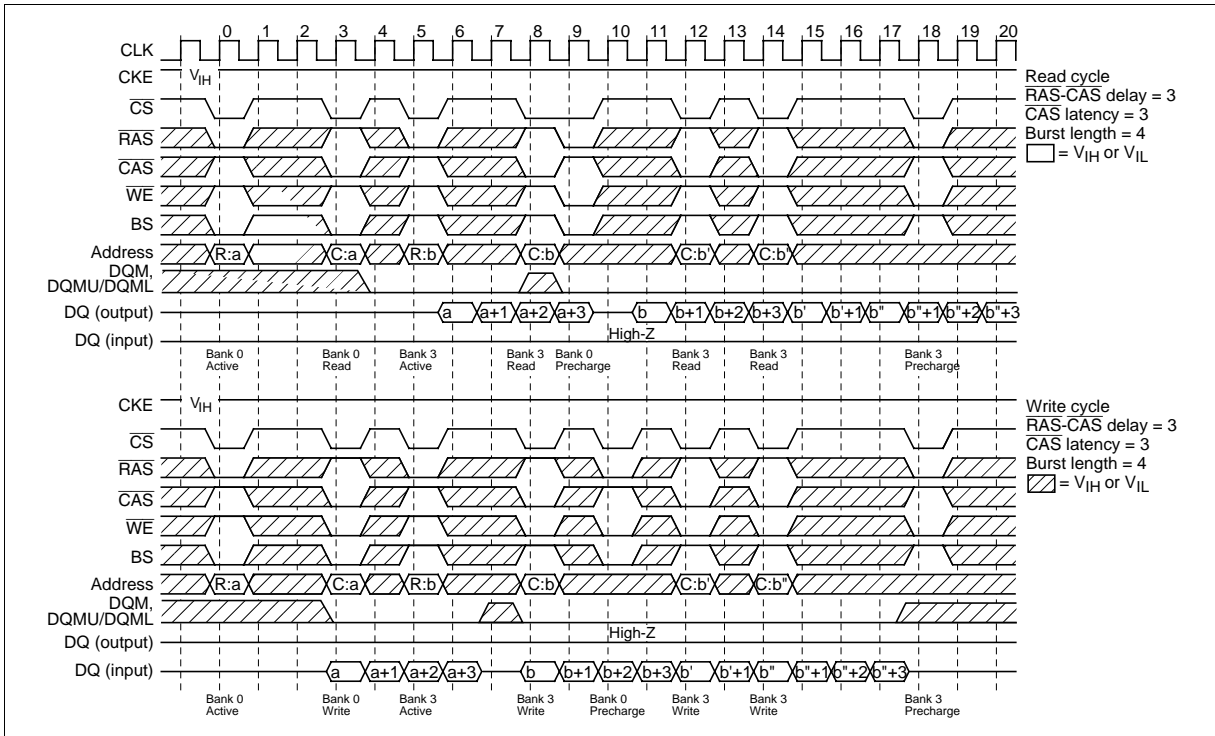 0 1 2 3 4 5 6 7 8 9 10 11 12 13 14 15 16 17 18 19 20
CLK
CKE VIH
CS
RAS
CAS
WE
BS
Address R:a C:a R:b C:b C:b' C:b'
DQM,
DQMU/DQML
DQ (output) a a+1 a+2 a+3 b b+1 b+2 b+3 b' b'+1 b" b"+1 b"+2 b"+3
High-Z
DQ (input)
Bank 0 Active
Bank 0 Read
Bank 3 Active
Bank 3 Read
Bank 0 Precharge
Bank 3 Read
Bank 3 Read
Bank 3 Precharge
Read cycle
RAS-CAS delay = 3
CAS latency = 3
Burst length = 4
= VIH or VIL
CKE VIH
CS
RAS
CAS
WE
BS
Address R:a C:a R:b C:b C:b' C:b"
DQM,
DQMU/DQML
High-Z
DQ (output)
DQ (input) a a+1 a+2 a+3 b b+1 b+2 b+3 b' b'+1 b" b"+1 b"+2 b"+3
Bank 0 Active
Bank 0 Write
Bank 3 Active
Bank 3 Write
Bank 0 Precharge
Bank 3 Write
Bank 3 Write
Bank 3 Precharge
Write cycle
RAS-CAS delay = 3
CAS latency = 3
Burst length = 4
= VIH or VIL